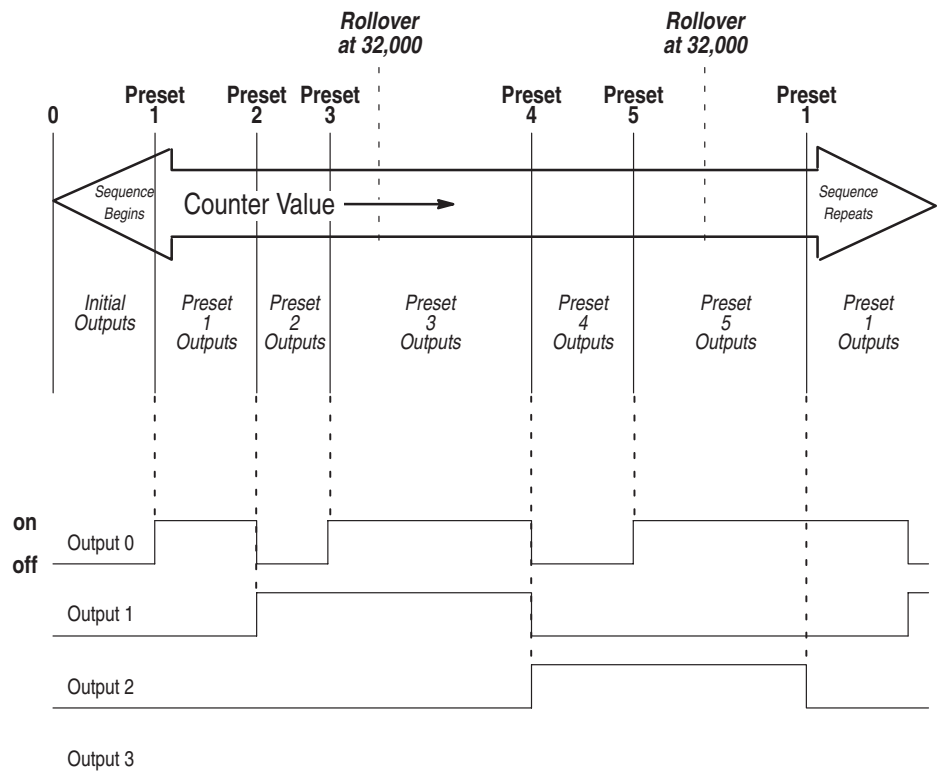 Rollover
at 32,000
Rollover
at 32,000
0
Preset
1
Preset
2
Preset
3
Preset
4
Preset
5
Preset
1
Sequence
Begins
Counter Value
Sequence
Repeats
Initial
Outputs
Preset
1
Outputs
Preset
2
Outputs
Preset
3
Outputs
Preset
4
Outputs
Preset
5
Outputs
Preset
1
Outputs
on
off
Output 0
Output 1
Output 2
Output 3